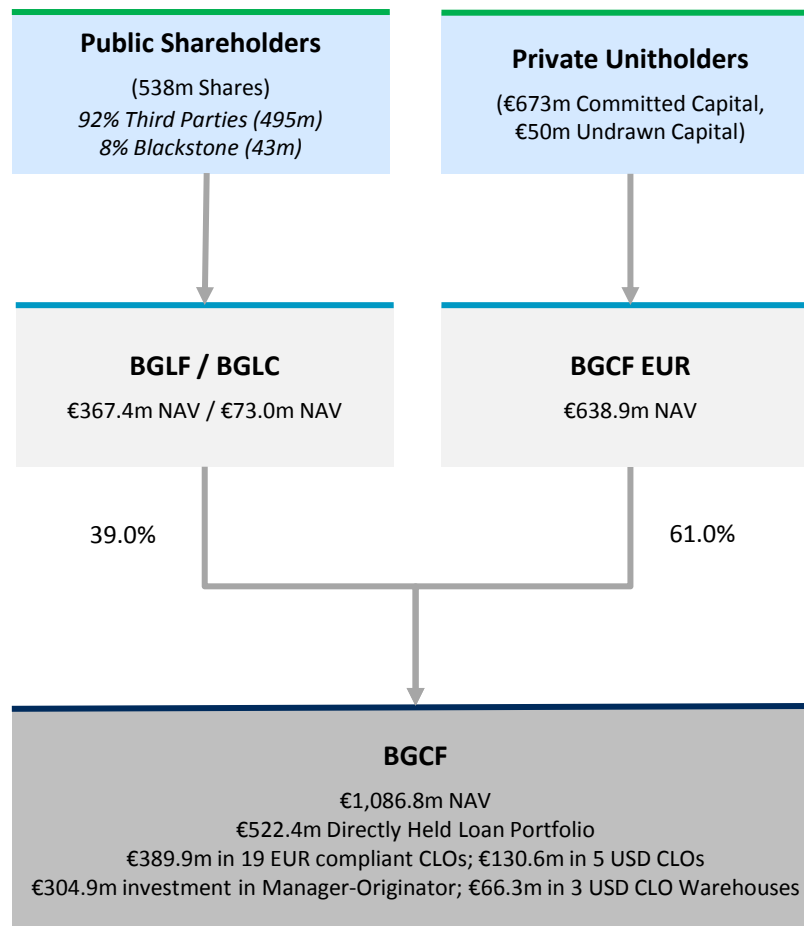 Public Shareholders
(538m Shares)
92% Third Parties (495m)
8% Blackstone (43m)
Private Unitholders
(€673m Committed Capital,
€50m Undrawn Capital)
BGLF / BGLC
€367.4m NAV / €73.0m NAV
BGCF EUR
€638.9m NAV
39.0%
61.0%
BGCF
€1,086.8m NAV
€522.4m Directly Held Loan Portfolio
€389.9m in 19 EUR compliant CLOs; €130.6m in 5 USD CLOs
€304.9m investment in Manager-Originator; €66.3m in 3 USD CLO Warehouses